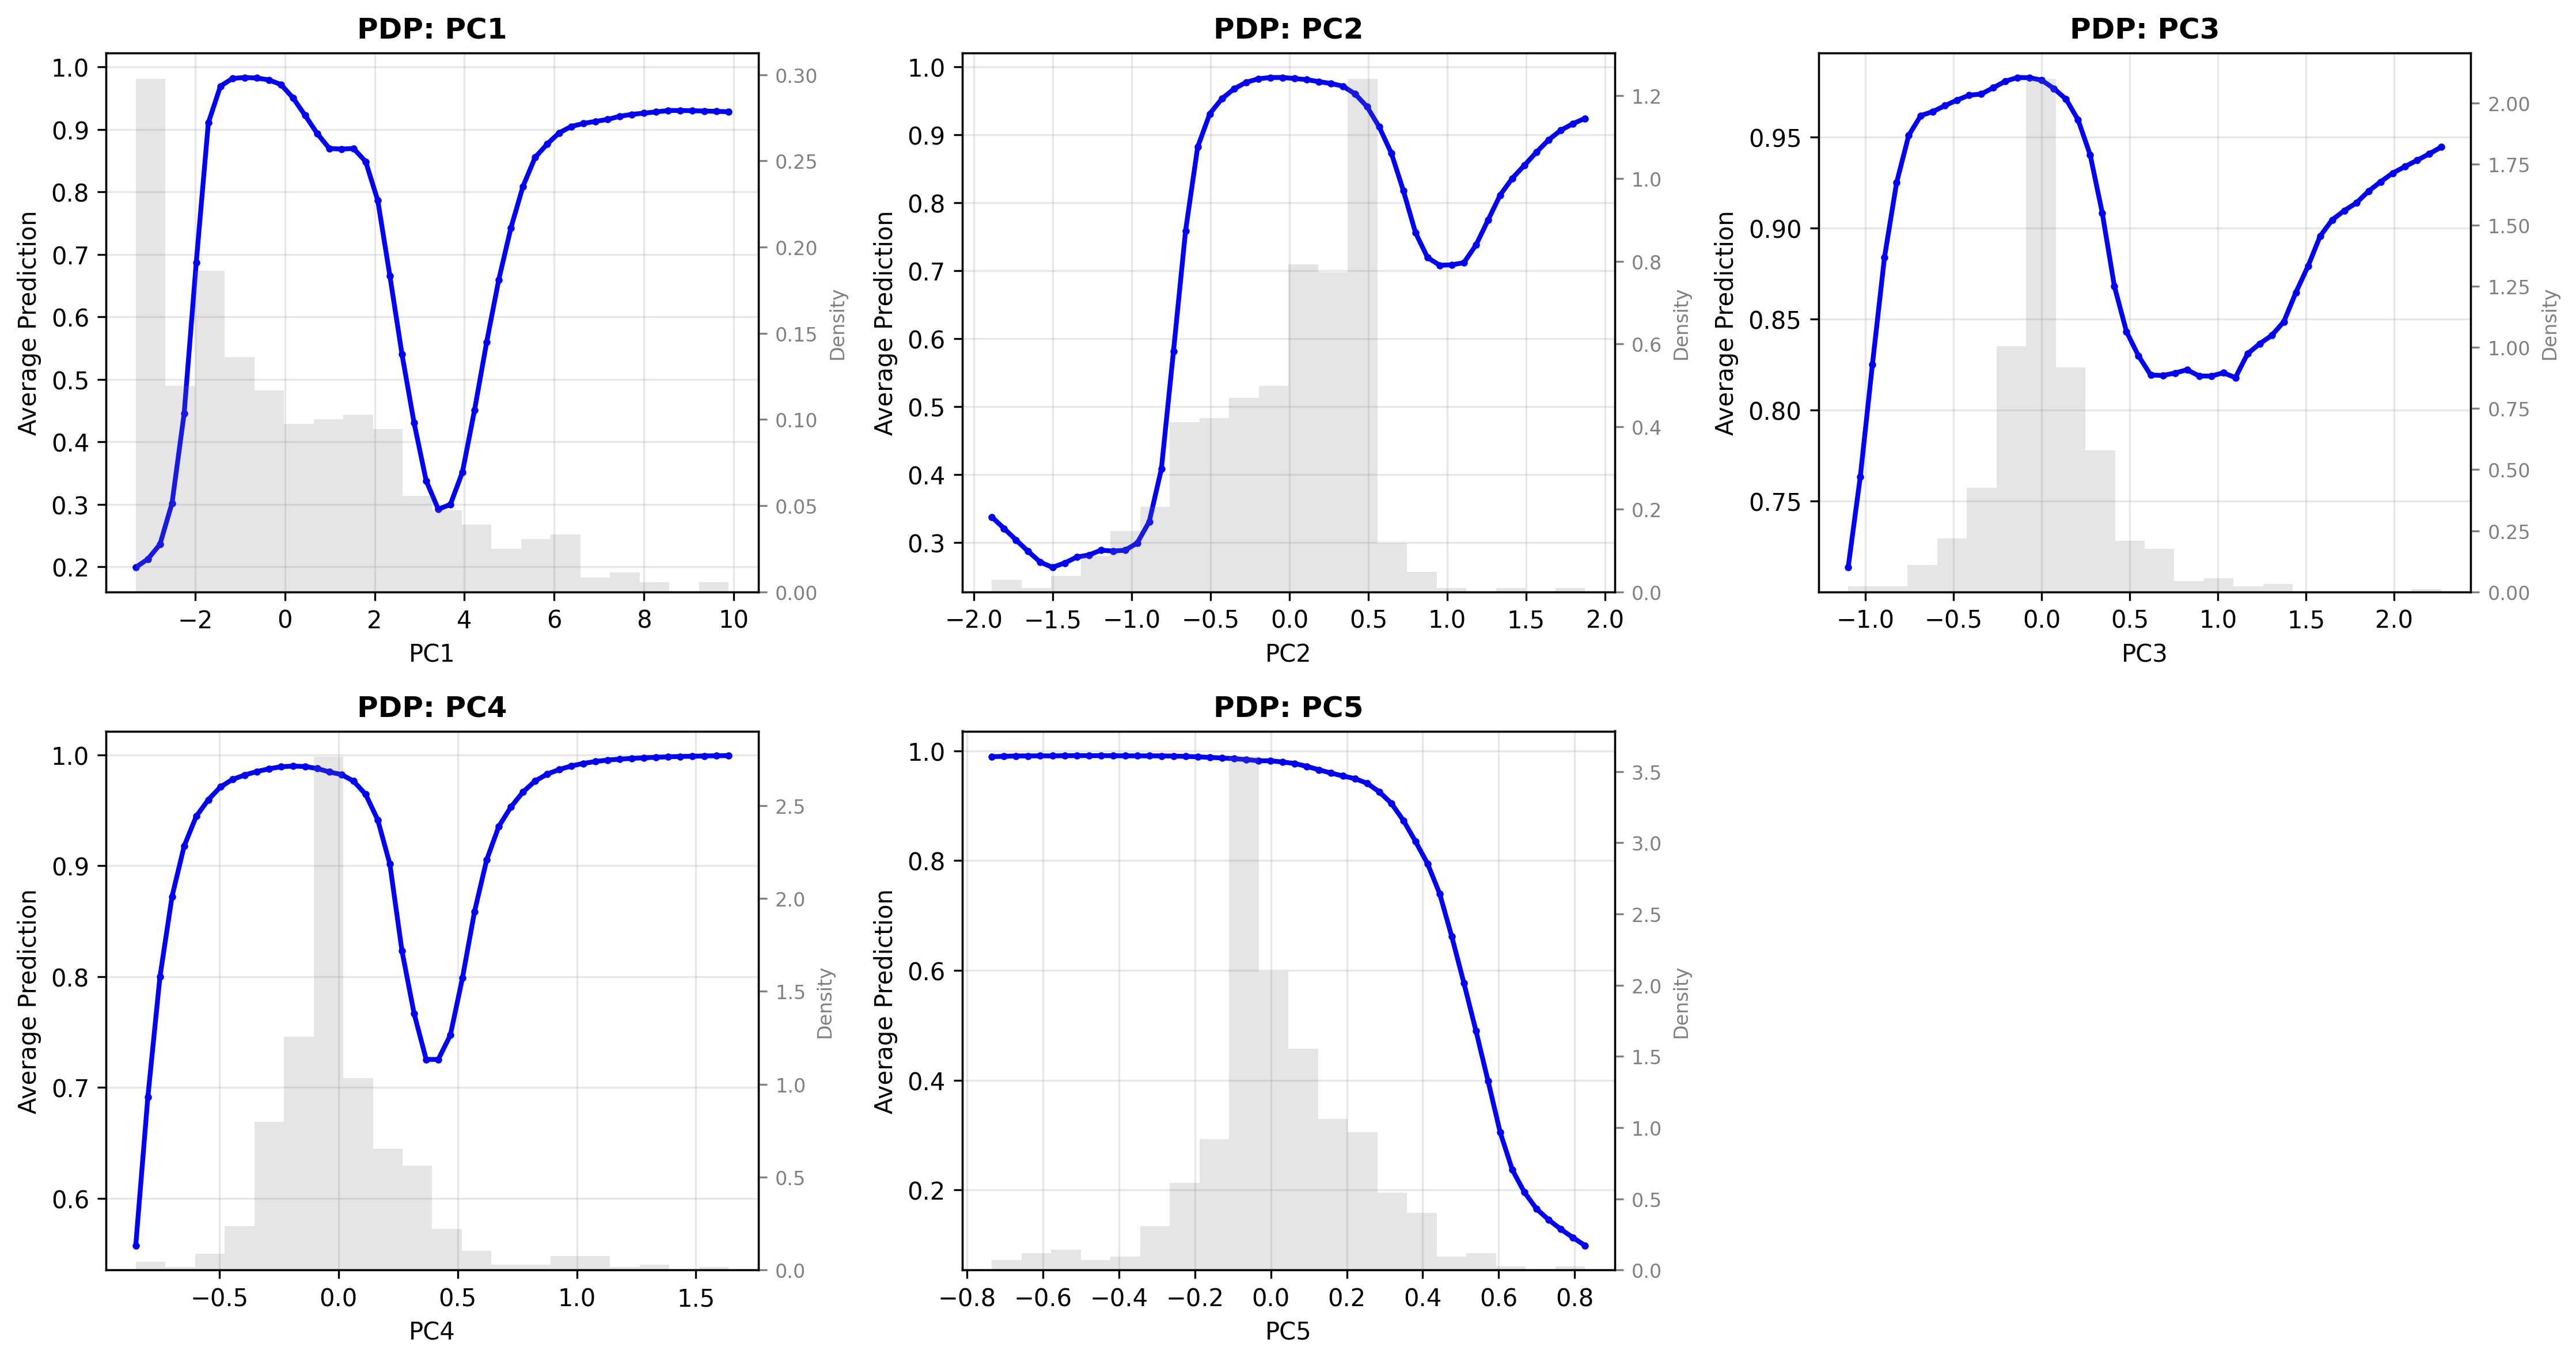 PDP: PC1
1.0
0.9
0.8
0.7
0.6
0.5
0.4
0.3
0.2
Average Prediction
0.30
0.25
0.20
0.15
0.10
0.05
0.00
Density
−2 0 2 4 6 8 10
PC1
PDP: PC2
1.0
0.9
0.8
0.7
0.6
0.5
0.4
0.3
Average Prediction
1.2
1.0
0.8
0.6
0.4
0.2
0.0
Density
−2.0 −1.5 −1.0 −0.5 0.0 0.5 1.0 1.5 2.0
PC2
PDP: PC3
0.95
0.90
0.85
0.80
0.75
Average Prediction
2.00
1.75
1.50
1.25
1.00
0.75
0.50
0.25
0.00
Density
−1.0 −0.5 0.0 0.5 1.0 1.5 2.0
PC3
PDP: PC4
1.0
0.9
0.8
0.7
0.6
Average Prediction
2.5
2.0
1.5
1.0
0.5
0.0
Density
−0.5 0.0 0.5 1.0 1.5
PC4
PDP: PC5
1.0
0.8
0.6
0.4
0.2
Average Prediction
3.5
3.0
2.5
2.0
1.5
1.0
0.5
0.0
Density
−0.8 −0.6 −0.4 −0.2 0.0 0.2 0.4 0.6 0.8
PC5